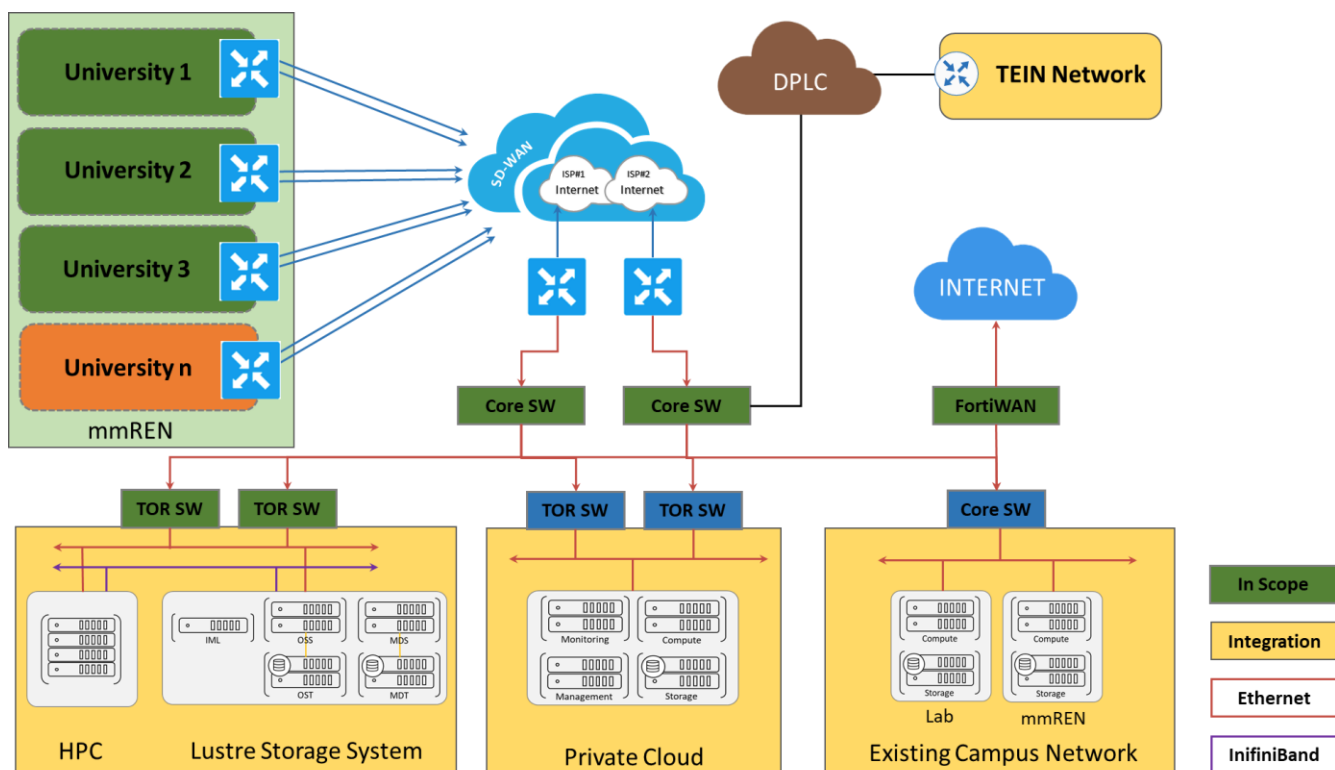 University 1
University 2
University 3
University n
mmREN
SD-WAN
ISP#1
Internet
ISP#2
Internet
DPLC
TEIN Network
INTERNET
Core SW
Core SW
FortiWAN
TOR SW
TOR SW
TOR SW
TOR SW
Core SW
IML
OSS
MDS
OST
MDT
HPC
Lustre Storage System
Monitoring
Compute
Management
Storage
Private Cloud
Compute
Storage
Lab
Compute
Storage
mmREN
Existing Campus Network
In Scope
Integration
Ethernet
InifiniBand